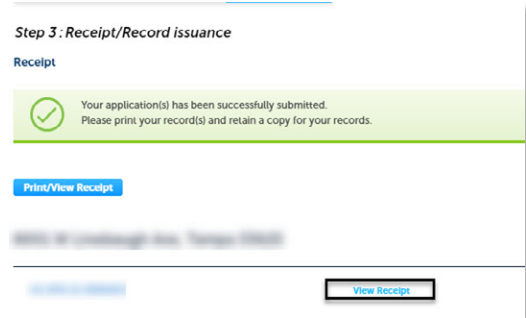 Step 3: Receipt/Record issuance
Receipt
Your application(s) has been successfully submitted.
Please print your record(s) and retain a copy for your records.
Print/View Receipt
View Receipt